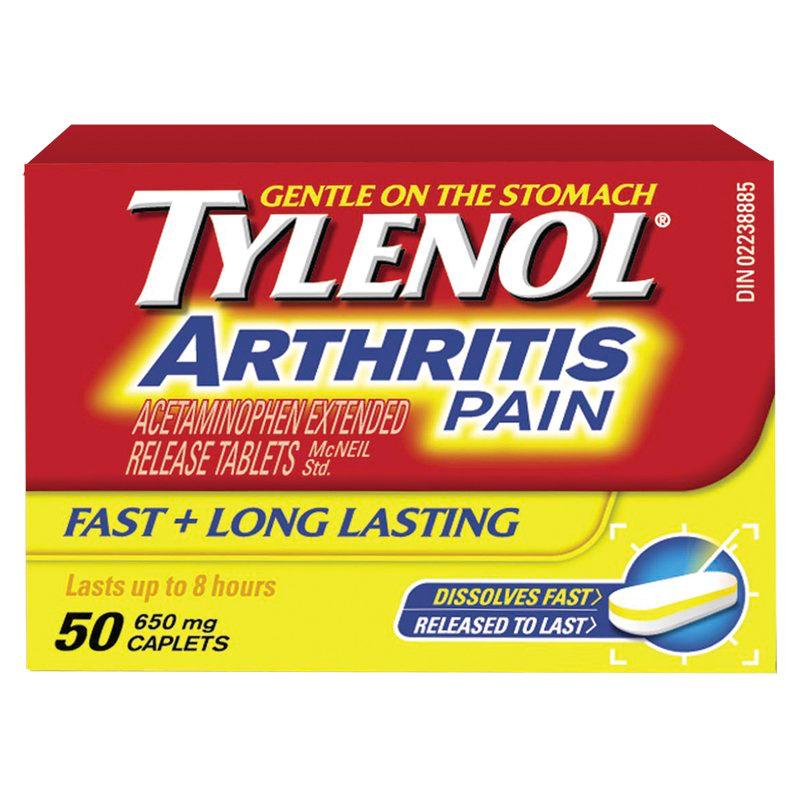 GENTLE ON THE STOMACH
TYLENOL®
ARTHRITIS
PAIN
ACETAMINOPHEN EXTENDED
RELEASE TABLETS McNEIL Std.
DIN 02238885
FAST + LONG LASTING
Lasts up to 8 hours
50 650 mg CAPLETS
DISSOLVES FAST>
RELEASED TO LAST>